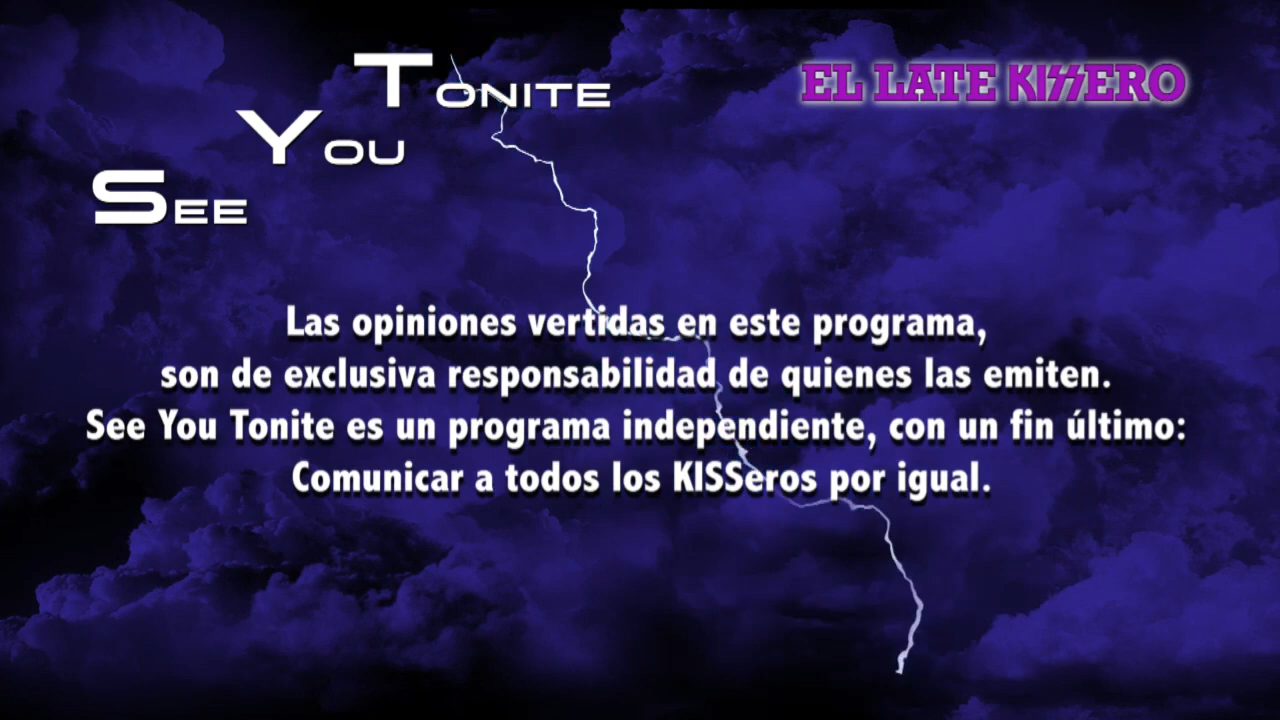 See
You
Tonite
EL LATE KISSERO
Las opiniones vertidas en este programa,
son de exclusiva responsabilidad de quienes las emiten.
See You Tonite es un programa independiente, con un fin último:
Comunicar a todos los KISSeros por igual.